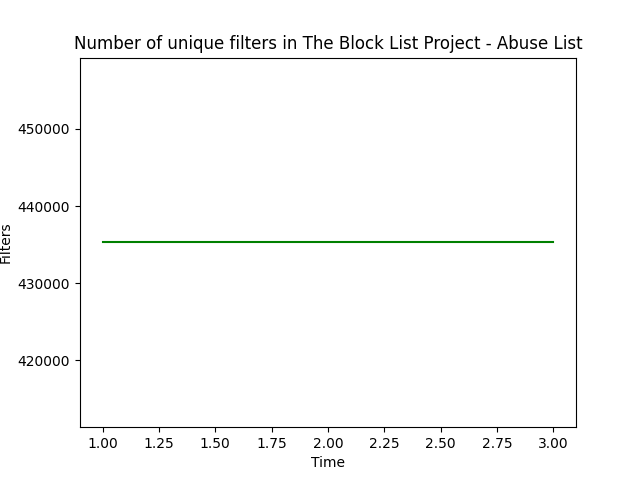 Number of unique filters in The Block List Project - Abuse List
450000
440000
430000
420000
Filters
1.00 1.25 1.50 1.75 2.00 2.25 2.50 2.75 3.00
Time